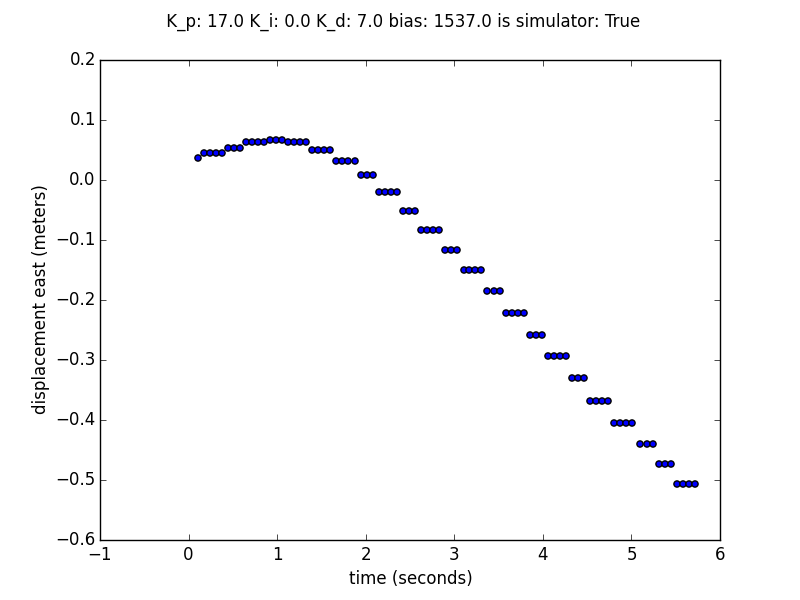 K_p: 17.0 K_i: 0.0 K_d: 7.0 bias: 1537.0 is simulator: True
0.2
0.1
0.0
−0.1
−0.2
−0.3
−0.4
−0.5
−0.6
displacement east (meters)
−1 0 1 2 3 4 5 6
time (seconds)